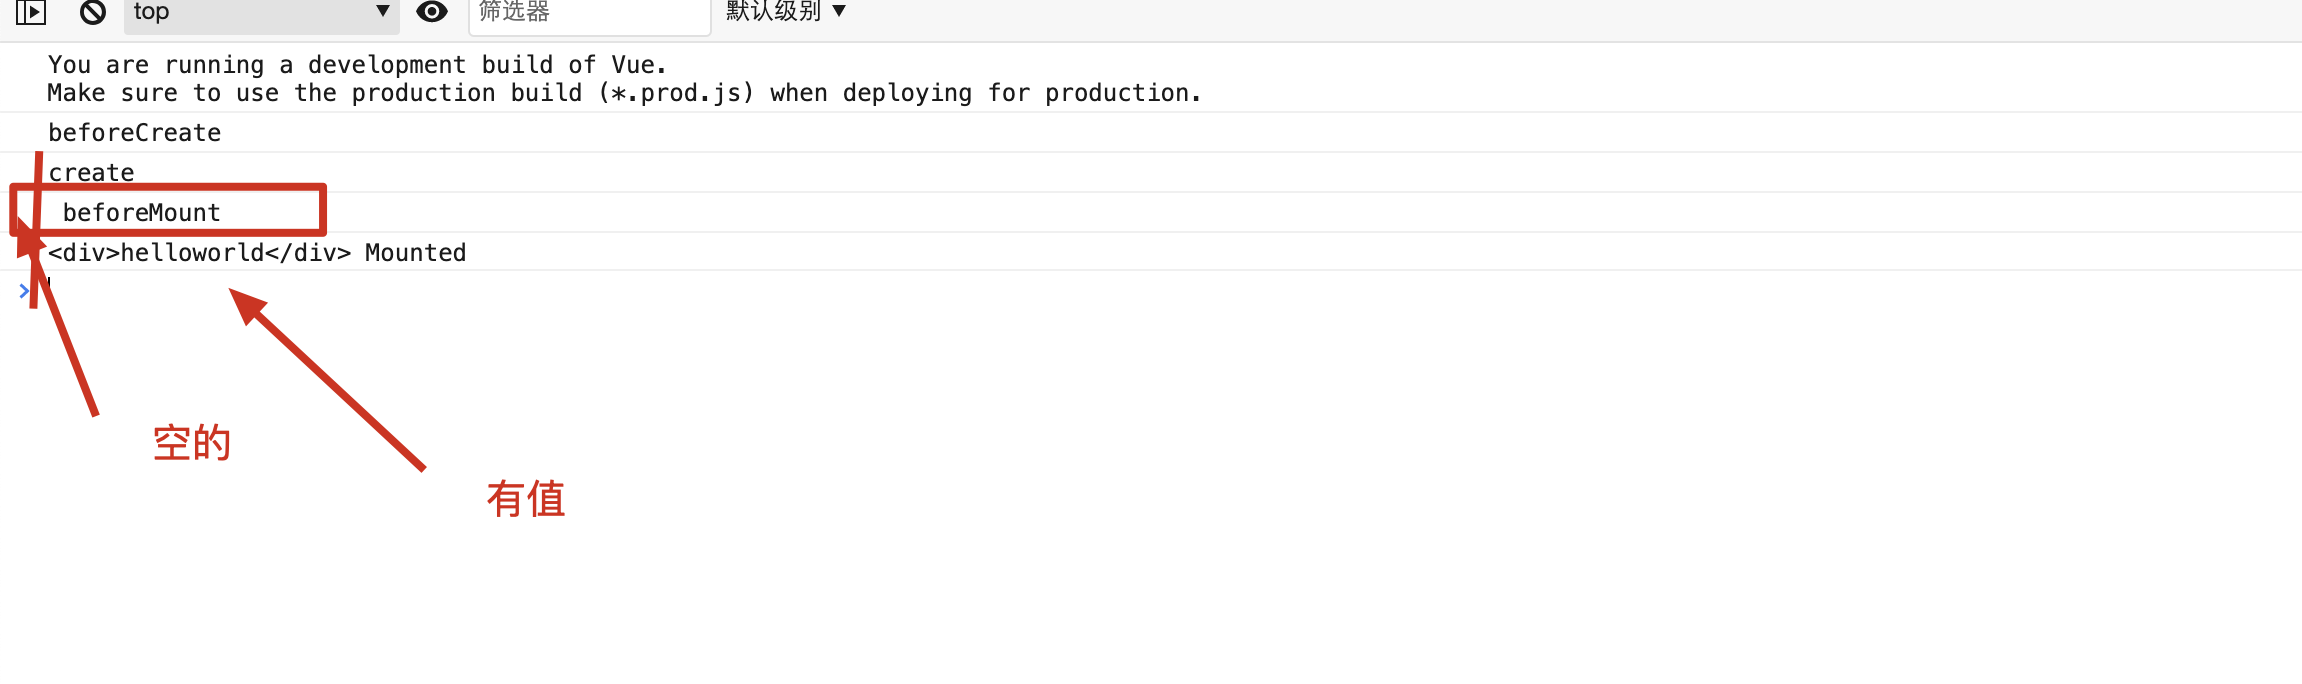 top
筛选器
默认级别
You are running a development build of Vue.
Make sure to use the production build (*.prod.js) when deploying for production.
beforeCreate
create
beforeMount
<div>helloworld</div> Mounted
空的
有值